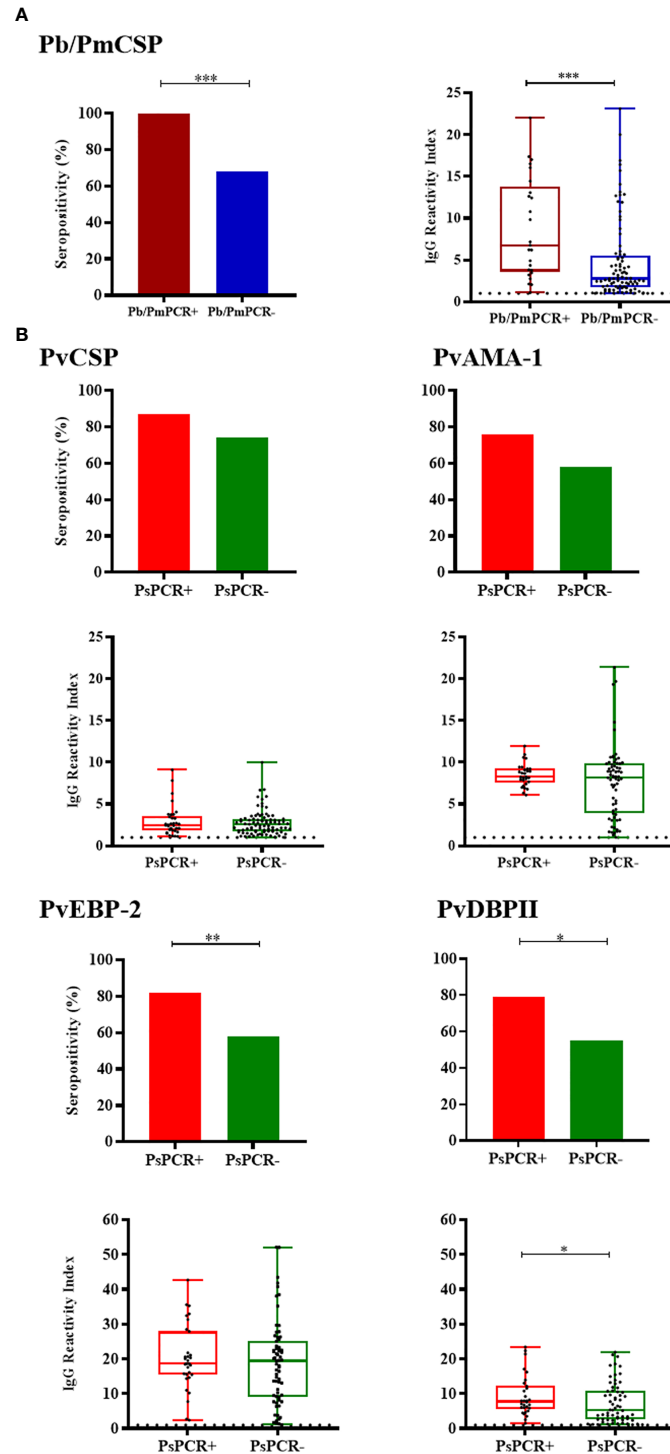 A
Pb/PmCSP
***
100
80
60
40
20
0
Seropositivity (%)
Pb/PmPCR+ Pb/PmPCR-
***
25
20
15
10
5
0
IgG Reactivity Index
Pb/PmPCR+ Pb/PmPCR-
B
PvCSP
100
80
60
40
20
0
Seropositivity (%)
PsPCR+ PsPCR-
PvAMA-1
100
80
60
40
20
0
PsPCR+ PsPCR-
25
20
15
10
5
0
IgG Reactivity Index
PsPCR+ PsPCR-
25
20
15
10
5
0
PsPCR+ PsPCR-
PvEBP-2
**
100
80
60
40
20
0
Seropositivity (%)
PsPCR+ PsPCR-
PvDBPII
*
100
80
60
40
20
0
PsPCR+ PsPCR-
60
50
40
30
20
10
0
IgG Reactivity Index
PsPCR+ PsPCR-
*
60
50
40
30
20
10
0
PsPCR+ PsPCR-